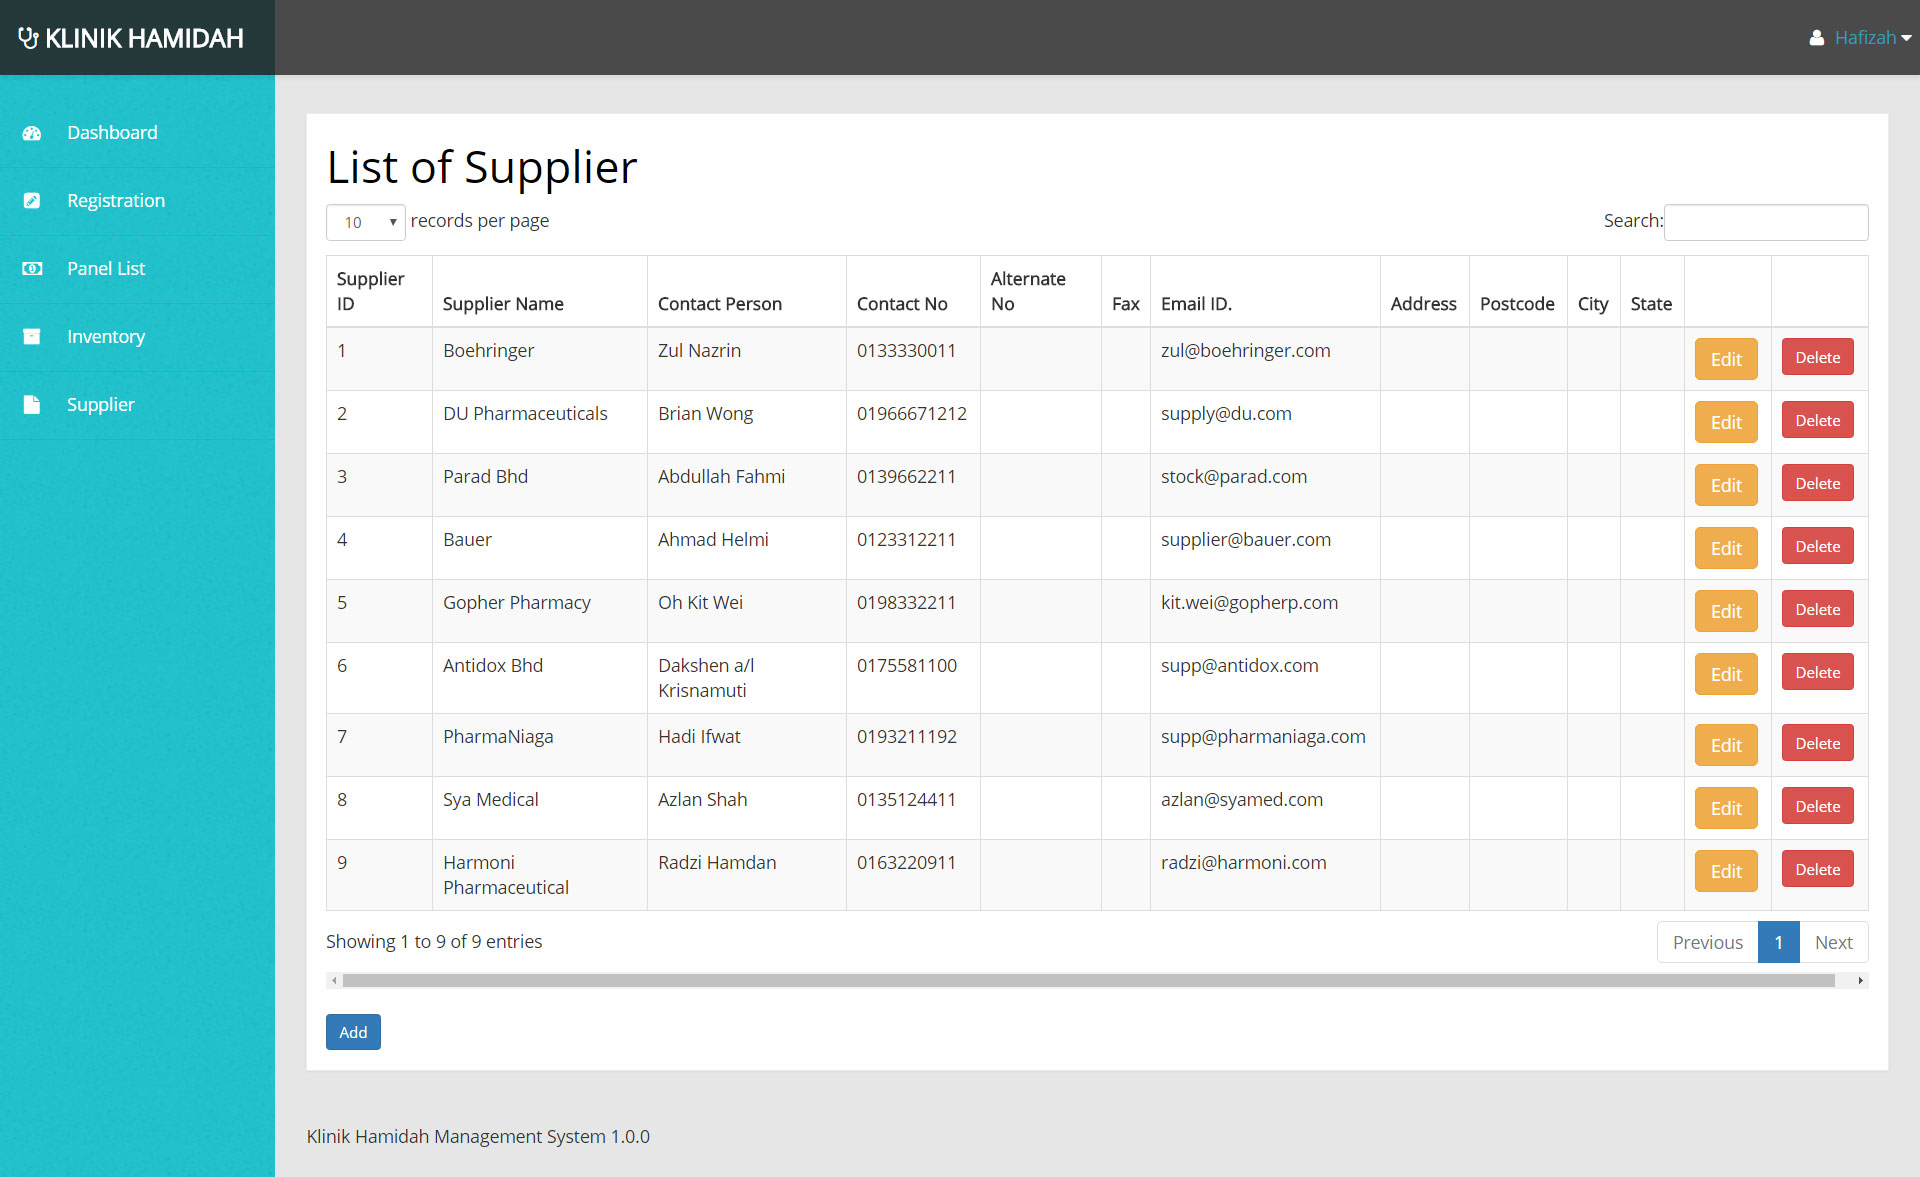 KLINIK HAMIDAH
Hafizah
Dashboard
Registration
Panel List
Inventory
Supplier
List of Supplier
10 records per page
Search:
Supplier ID Supplier Name Contact Person Contact No Alternate No Fax Email ID. Address Postcode City State
1 Boehringer Zul Nazrin 0133330011 zul@boehringer.com Edit Delete
2 DU Pharmaceuticals Brian Wong 01966671212 supply@du.com Edit Delete
3 Parad Bhd Abdullah Fahmi 0139662211 stock@parad.com Edit Delete
4 Bauer Ahmad Helmi 0123312211 supplier@bauer.com Edit Delete
5 Gopher Pharmacy Oh Kit Wei 0198332211 kit.wei@gopherp.com Edit Delete
6 Antidox Bhd Dakshen a/l Krisnamuti 0175581100 supp@antidox.com Edit Delete
7 PharmaNiaga Hadi Ifwat 0193211192 supp@pharmaniaga.com Edit Delete
8 Sya Medical Azlan Shah 0135124411 azlan@syamed.com Edit Delete
9 Harmoni Pharmaceutical Radzi Hamdan 0163220911 radzi@harmoni.com Edit Delete
Showing 1 to 9 of 9 entries
Previous 1 Next
Add
Klinik Hamidah Management System 1.0.0